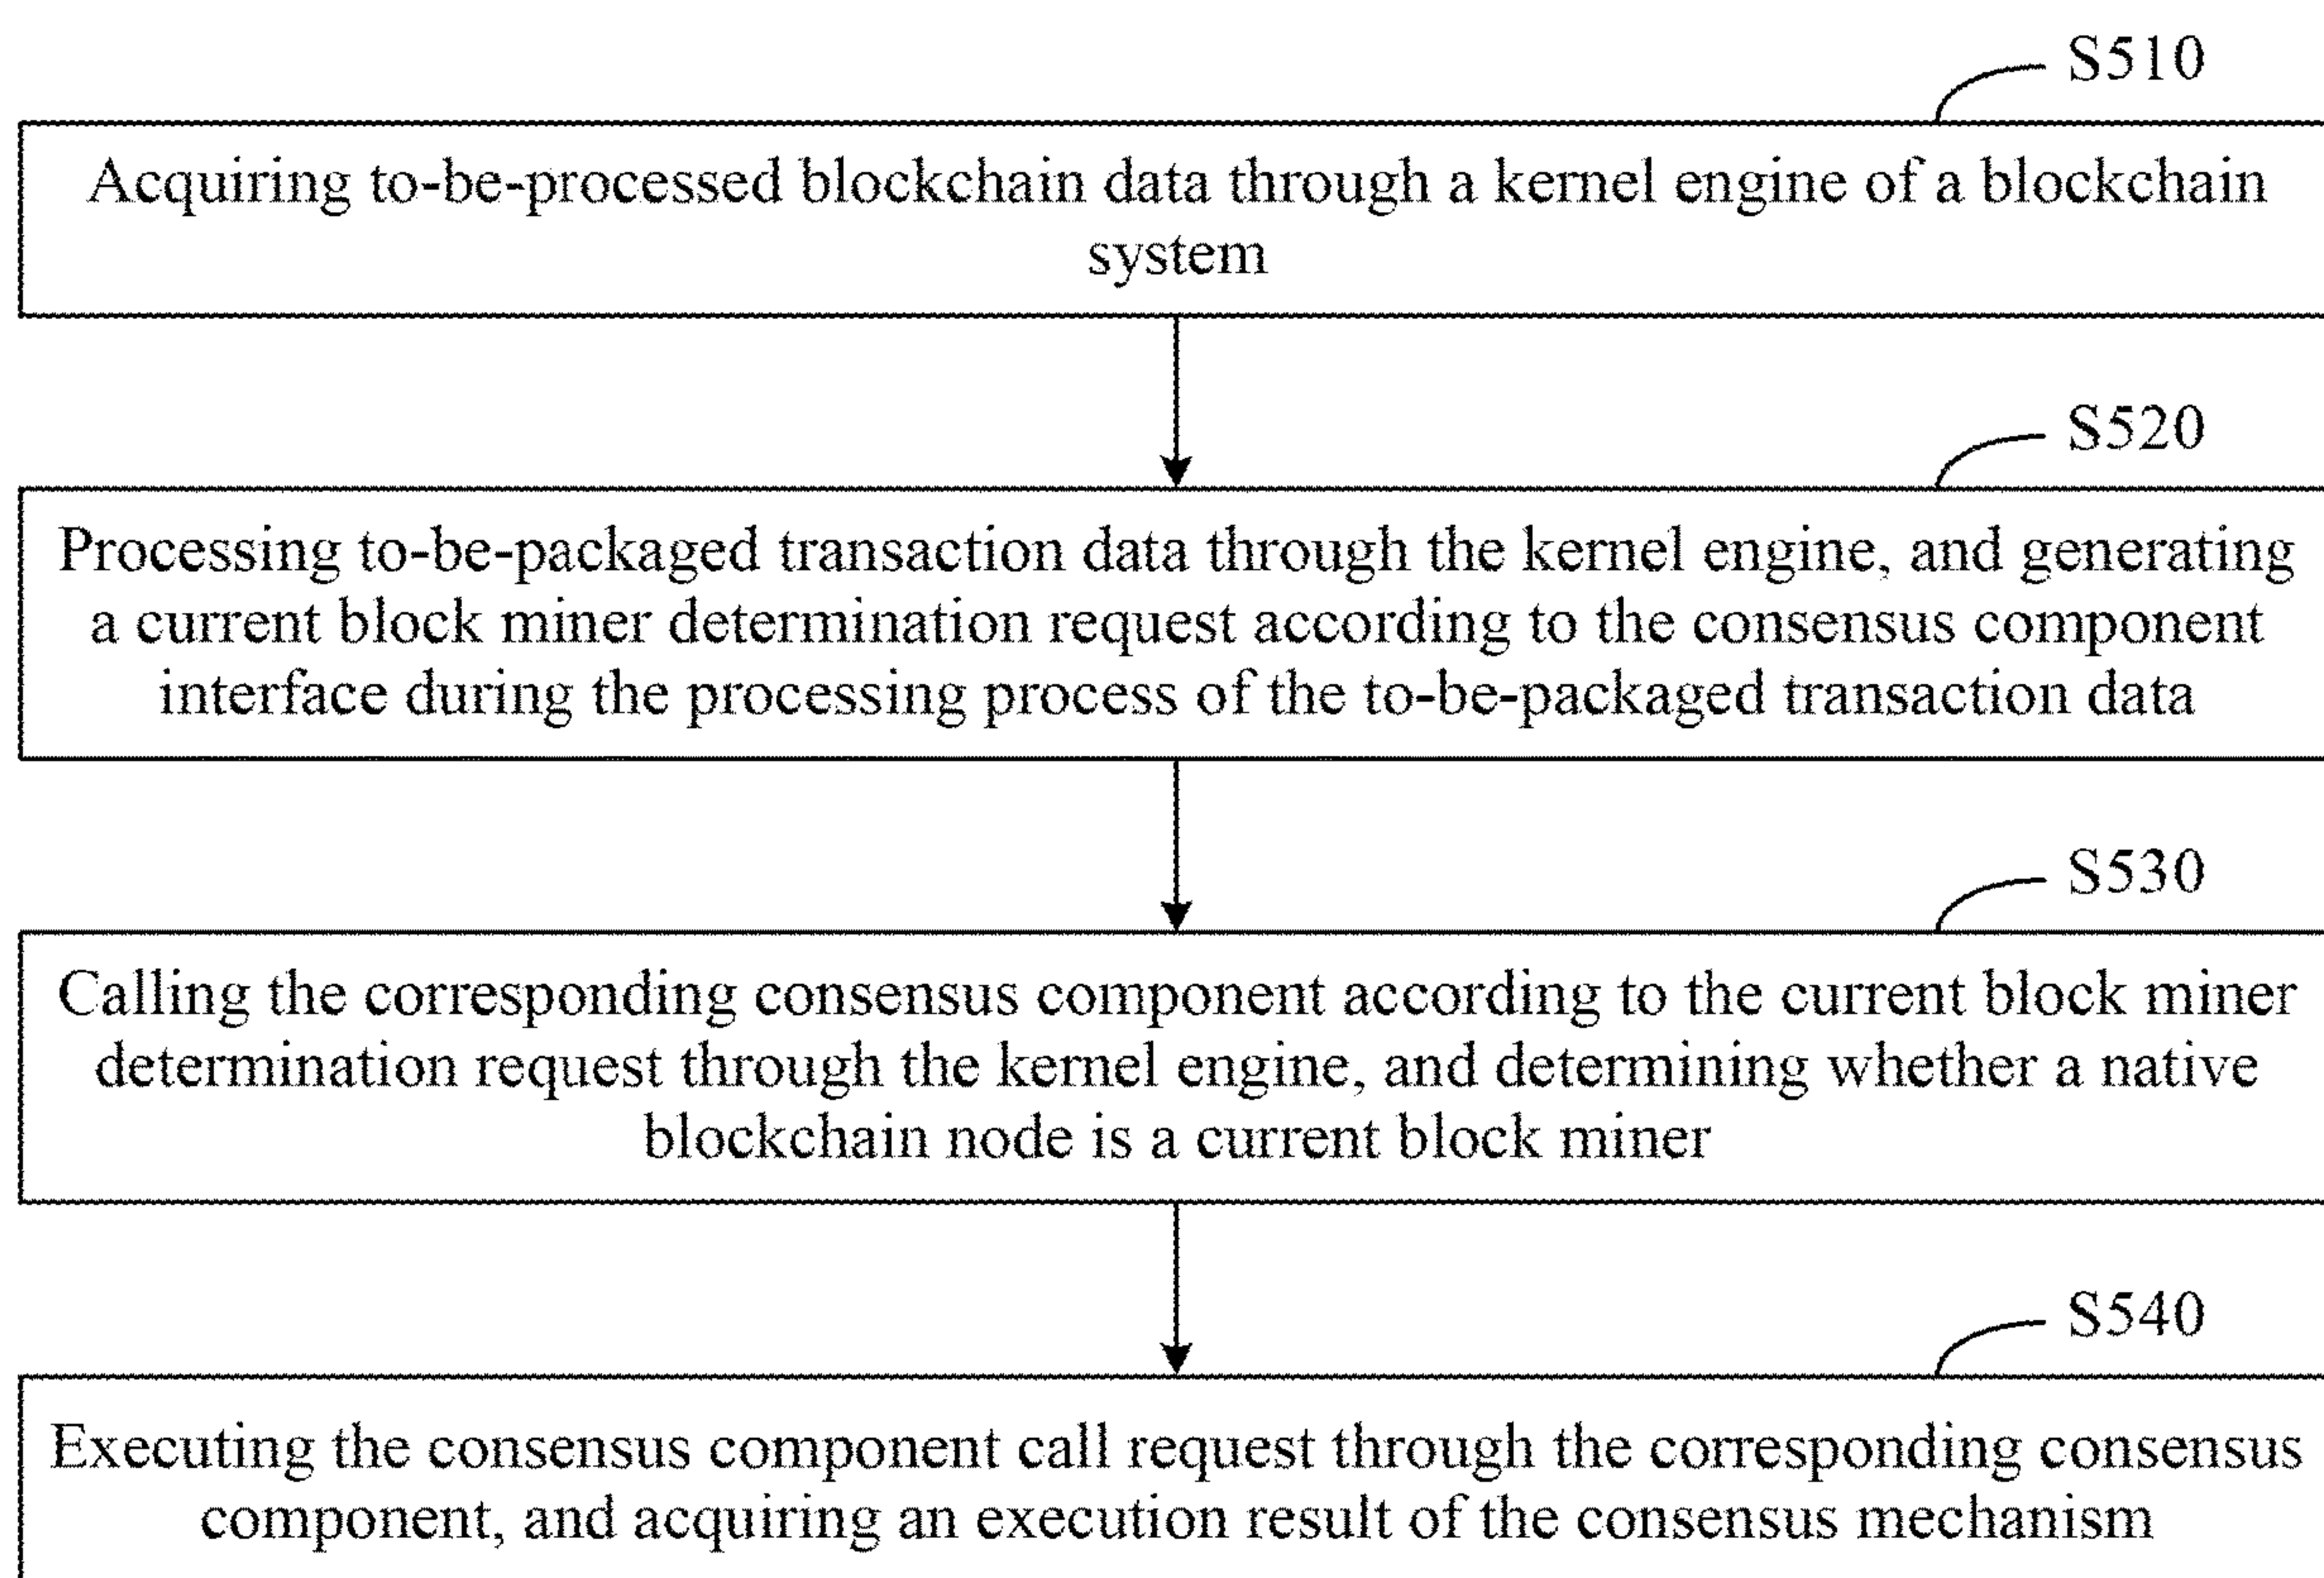 S510
Acquiring to-be-processed blockchain data through a kernel engine of a blockchain
system
S520
Processing to-be-packaged transaction data through the kernel engine, and generating
a current block miner determination request according to the consensus component
interface during the processing process of the to-be-packaged transaction data
S530
Calling the corresponding consensus component according to the current block miner
determination request through the kernel engine, and determining whether a native
blockchain node is a current block miner
S540
Executing the consensus component call request through the corresponding consensus
component, and acquiring an execution result of the consensus mechanism